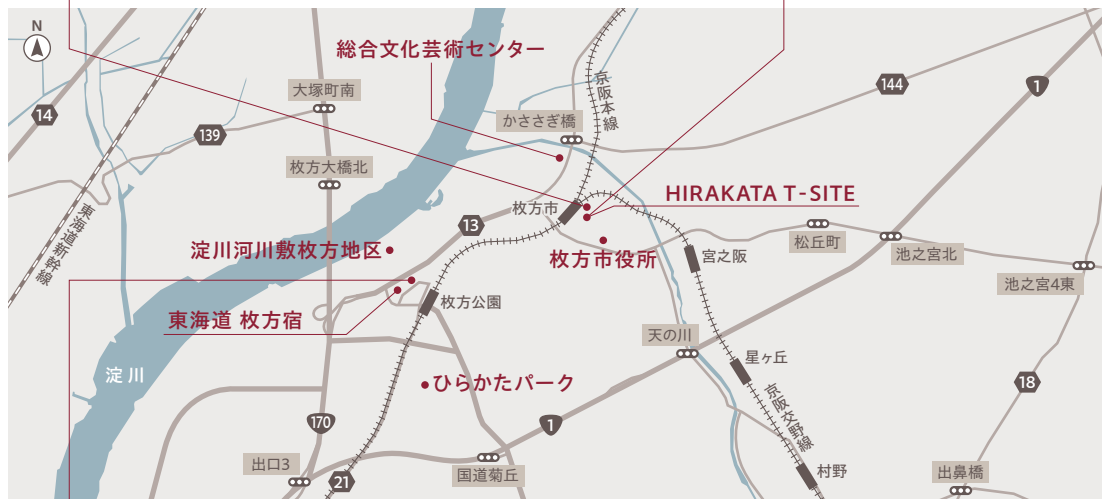 N
総合文化芸術センター
京阪本線
144
1
大塚町南
14
139
かささぎ橋
枚方大橋北
HIRAKATA T-SITE
枚方市
13
東海道新幹線
淀川河川敷枚方地区
枚方市役所
宮之阪
松丘町
池之宮北
池之宮4東
枚方公園
東海道 枚方宿
天の川
星ヶ丘
淀川
ひらかたパーク
18
京阪交野線
170
1
出口3
21
国道菊丘
村野
出鼻橋